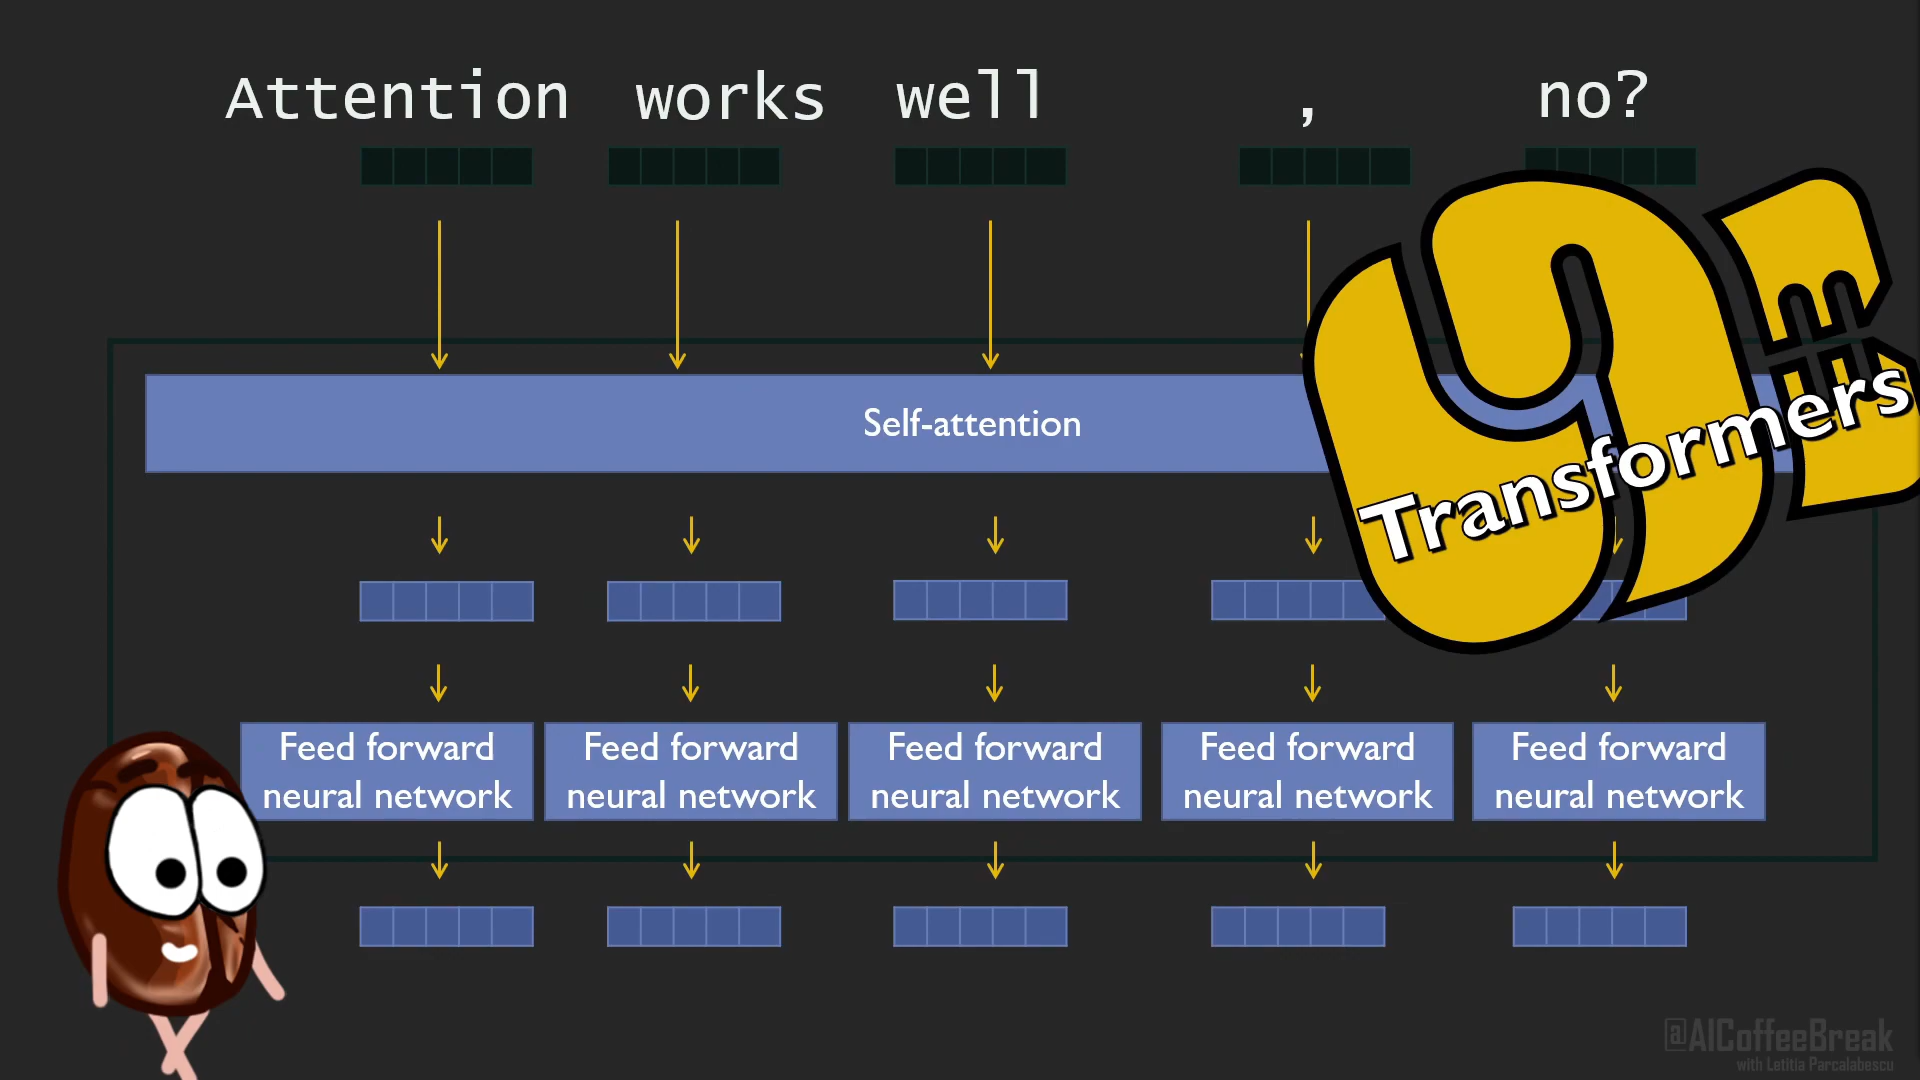 Attention works well , no?
Self-attention
Transformers
Feed forward neural network
Feed forward neural network
Feed forward neural network
Feed forward neural network
Feed forward neural network
@AICoffeeBreak
with Letitia Parcalabescu